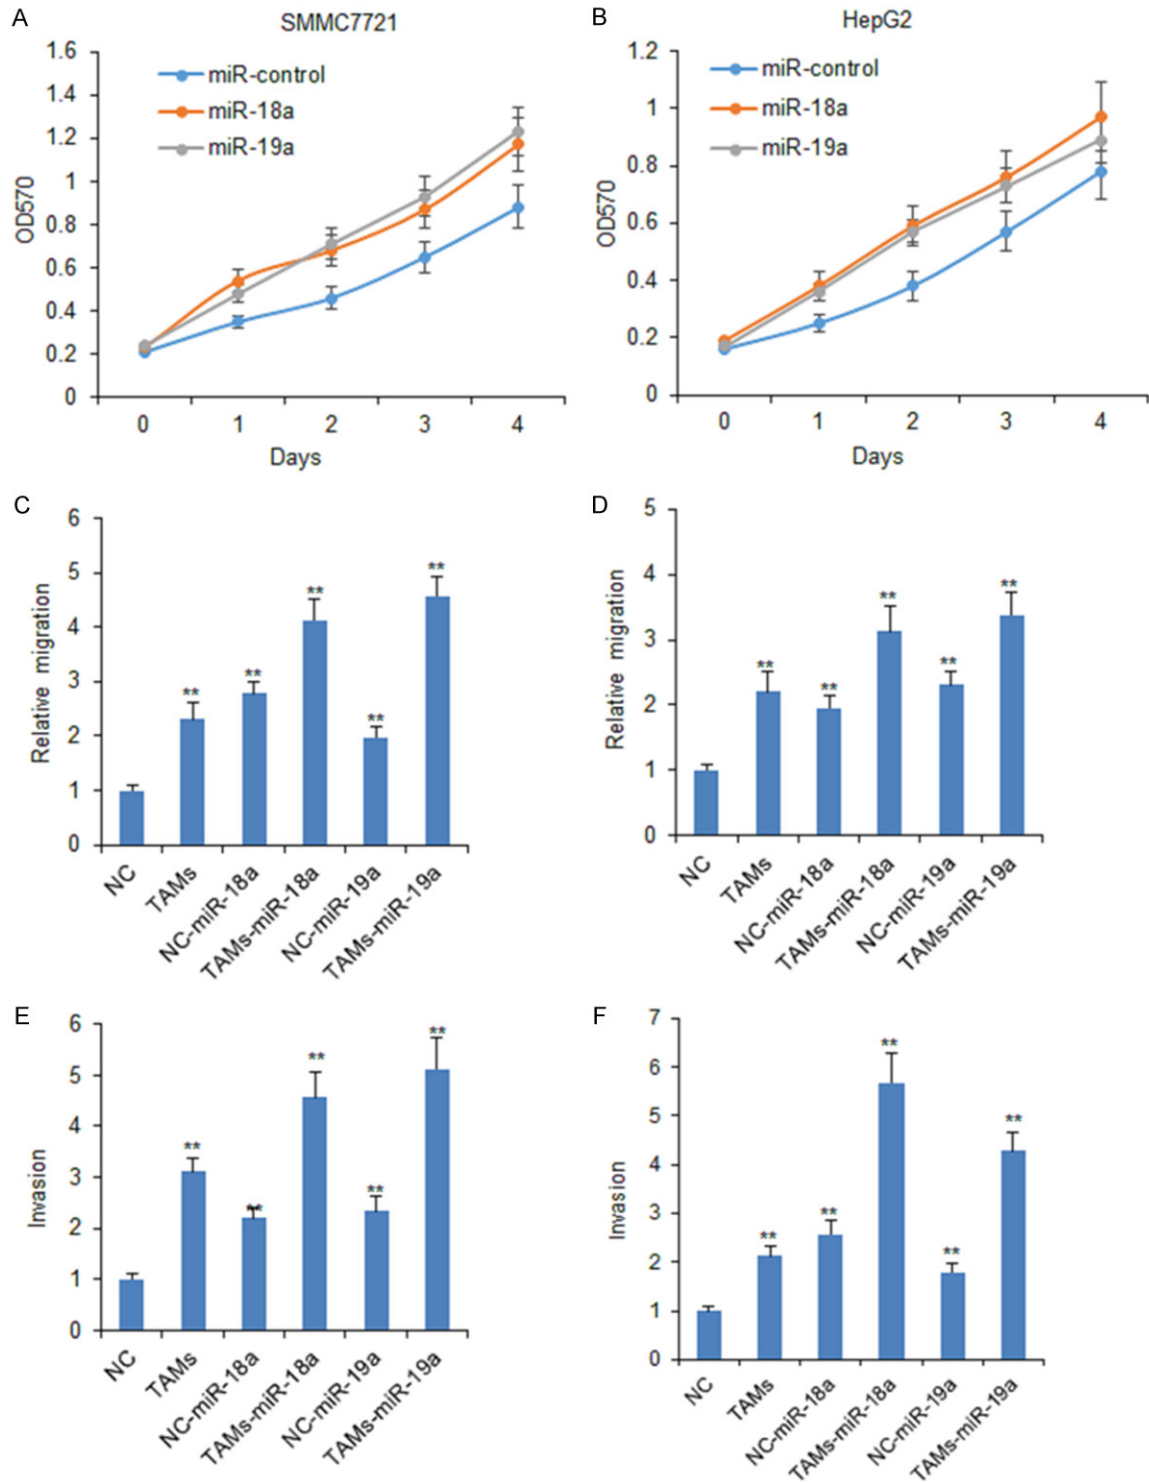 A
SMMC7721
1.6
1.4
1.2
1
0.8
0.6
0.4
0.2
0
OD570
miR-control
miR-18a
miR-19a
0 1 2 3 4
Days
B
HepG2
1.2
1
0.8
0.6
0.4
0.2
0
OD570
miR-control
miR-18a
miR-19a
0 1 2 3 4
Days
C
6
5
4
3
2
1
0
Relative migration
** ** ** ** **
NC TAMs NC-miR-18a TAMs-miR-18a NC-miR-19a TAMs-miR-19a
D
5
4
3
2
1
0
Relative migration
** ** ** ** **
NC TAMs NC-miR-18a TAMs-miR-18a NC-miR-19a TAMs-miR-19a
E
6
5
4
3
2
1
0
Invasion
** ** ** ** **
NC TAMs NC-miR-18a TAMs-miR-18a NC-miR-19a TAMs-miR-19a
F
7
6
5
4
3
2
1
0
Invasion
** ** ** ** **
NC TAMs NC-miR-18a TAMs-miR-18a NC-miR-19a TAMs-miR-19a